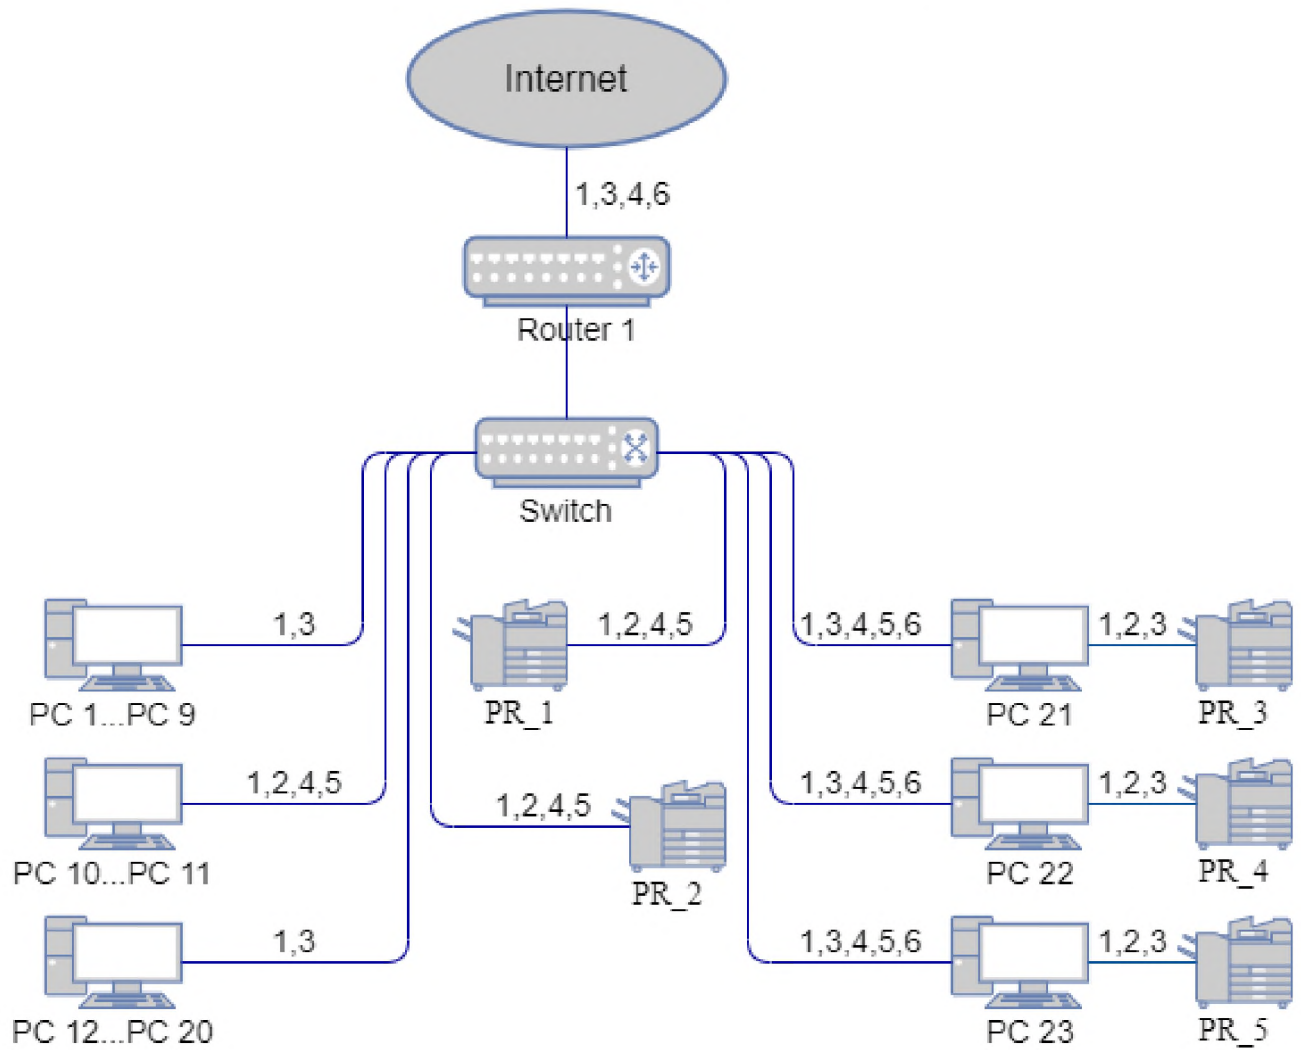 Internet
1,3,4,6
Router 1
Switch
1,3
1,2,4,5
1,3,4,5,6
1,2,3
PC 1...PC 9
PR_1
PC 21
PR_3
1,2,4,5
1,2,4,5
1,3,4,5,6
1,2,3
PC 10...PC 11
PR_2
PC 22
PR_4
1,3
1,3,4,5,6
1,2,3
PC 12...PC 20
PC 23
PR_5